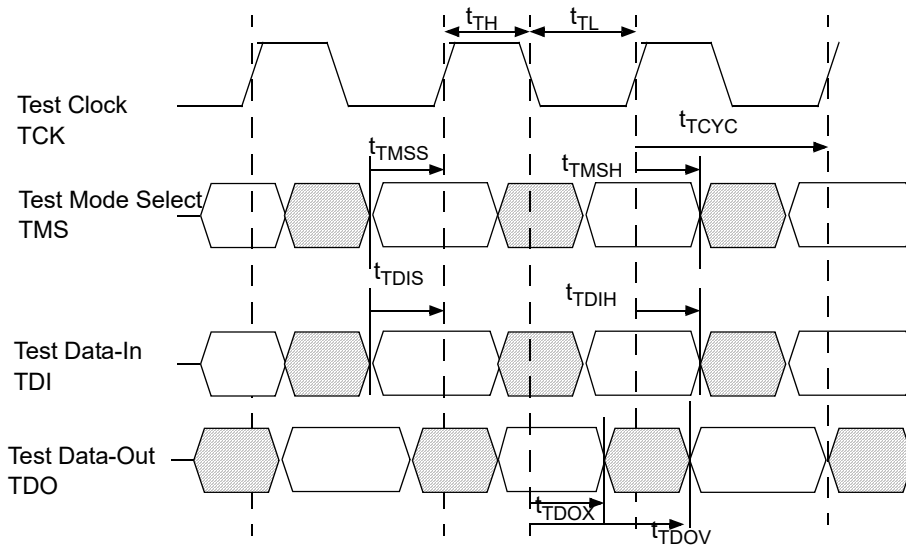 tTH
tTL
Test Clock
TCK
tTCYC
tTMSS
tTMSH
Test Mode Select
TMS
tTDIS
tTDIH
Test Data-In
TDI
Test Data-Out
TDO
tTDOX
tTDOV